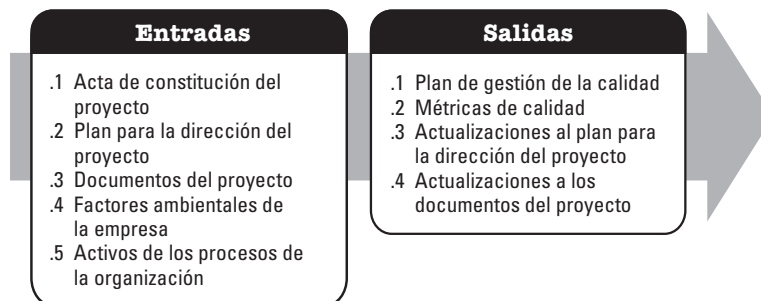 Entradas
.1 Acta de constitución del
proyecto
.2 Plan para la dirección del
proyecto
.3 Documentos del proyecto
.4 Factores ambientales de
la empresa
.5 Activos de los procesos de
la organización
Salidas
.1 Plan de gestión de la calidad
.2 Métricas de calidad
.3 Actualizaciones al plan para
la dirección del proyecto
.4 Actualizaciones a los
documentos del proyecto